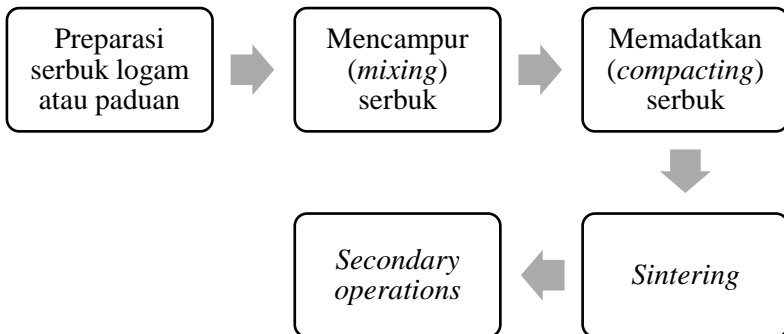 Preparasi
serbuk logam
atau paduan
Mencampur
(mixing)
serbuk
Memadatkan
(compacting)
serbuk
Sintering
Secondary
operations